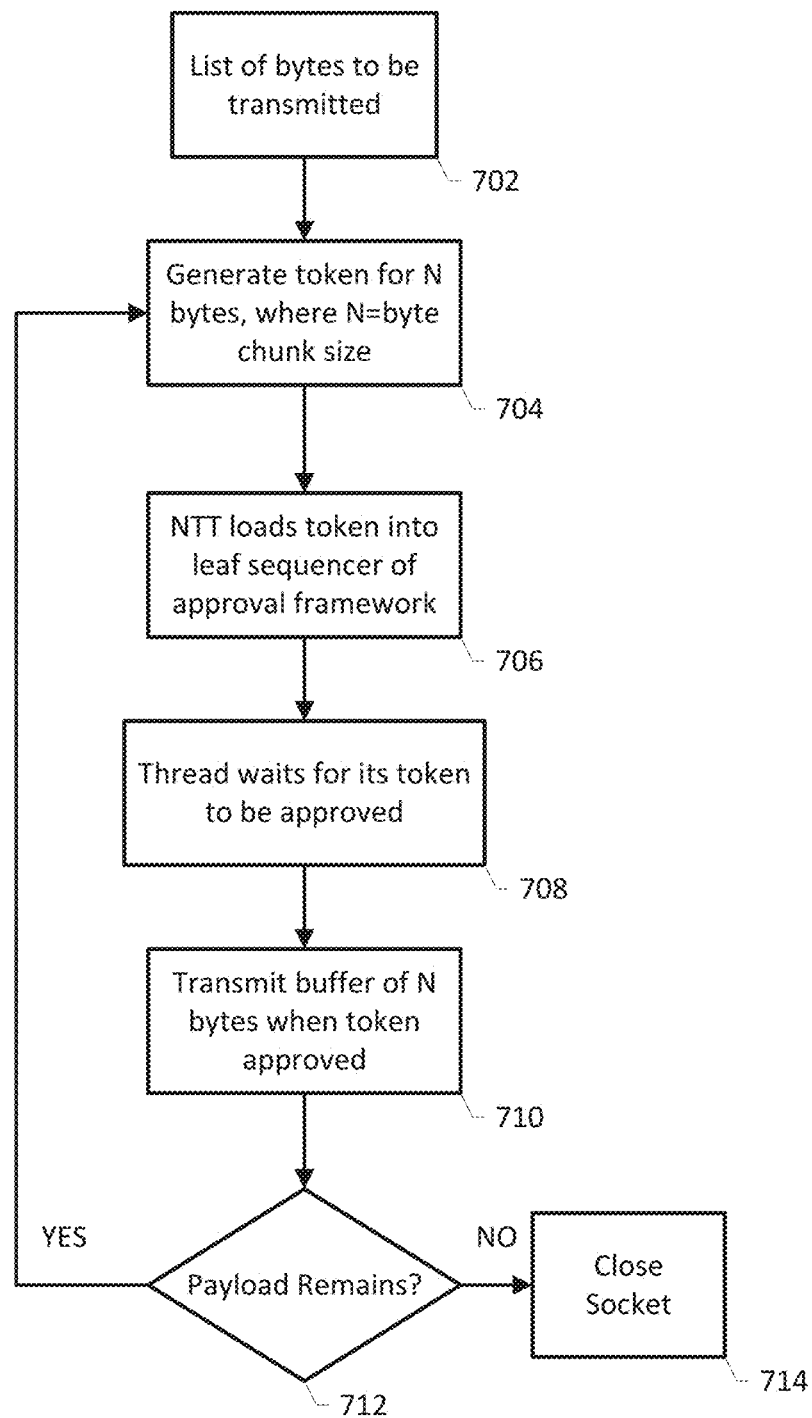 List of bytes to be
transmitted
702
Generate token for N
bytes, where N=byte
chunk size
704
NTT loads token into
leaf sequencer of
approval framework
706
Thread waits for its token
to be approved
708
Transmit buffer of N
bytes when token
approved
710
YES
Payload Remains?
NO
Close
Socket
712
714